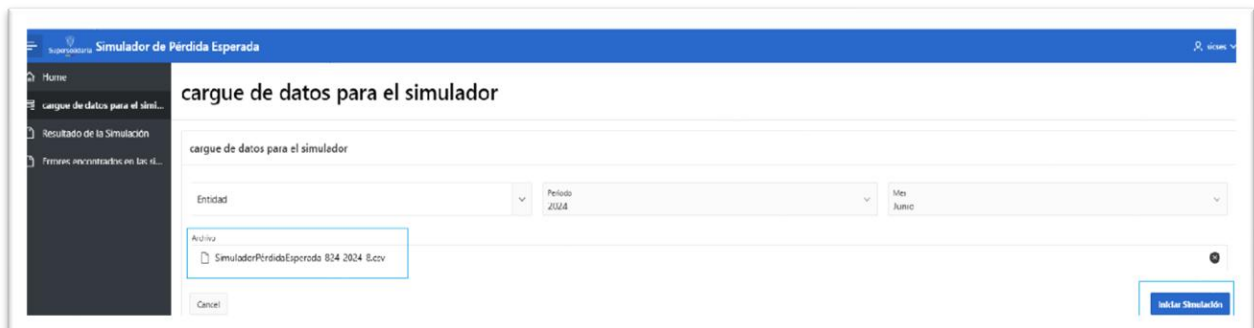 Supersolidaria Simulador de Pérdida Esperada
Home
cargue de datos para el simi...
Resultado de la Simulación
Errores encontrados en las si...
cargue de datos para el simulador
cargue de datos para el simulador
Entidad
Periodo
2024
Mes
Junio
Archivo
SimuladorPérdidaEsperada 824 2024 8.csv
Cancel
Iniciar Simulación